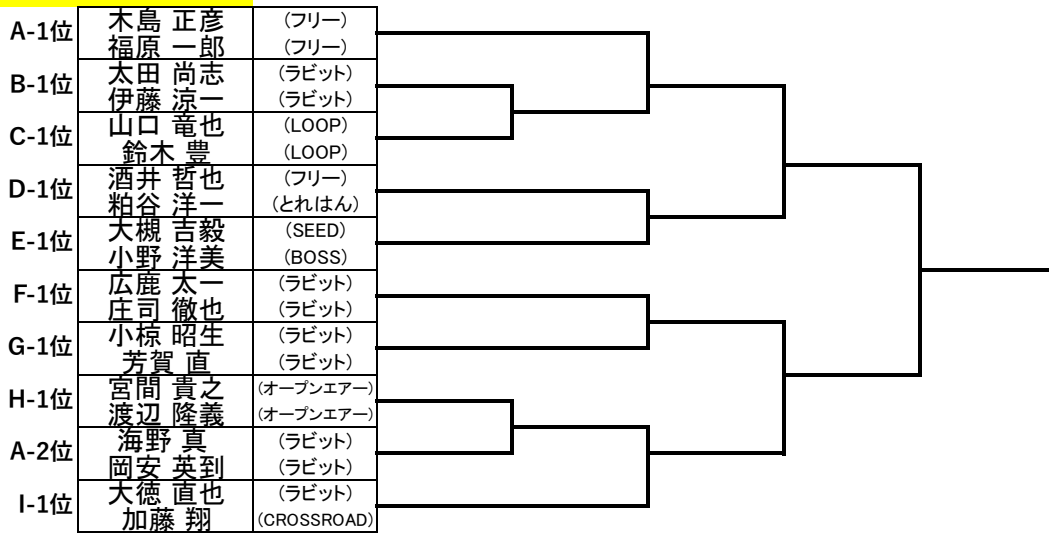 A-1位 木島 正彦 (フリー)
福原 一郎 (フリー)
B-1位 太田 尚志 (ラビット)
伊藤 涼一 (ラビット)
C-1位 山口 竜也 (LOOP)
鈴木 豊 (LOOP)
D-1位 酒井 哲也 (フリー)
粕谷 洋一 (とれはん)
E-1位 大槻 吉毅 (SEED)
小野 洋美 (BOSS)
F-1位 広鹿 太一 (ラビット)
庄司 徹也 (ラビット)
G-1位 小椋 昭生 (ラビット)
芳賀 直 (ラビット)
H-1位 宮間 貴之 (オープンエアー)
渡辺 隆義 (オープンエアー)
A-2位 海野 真 (ラビット)
岡安 英到 (ラビット)
I-1位 大徳 直也 (ラビット)
加藤 翔 (CROSSROAD)